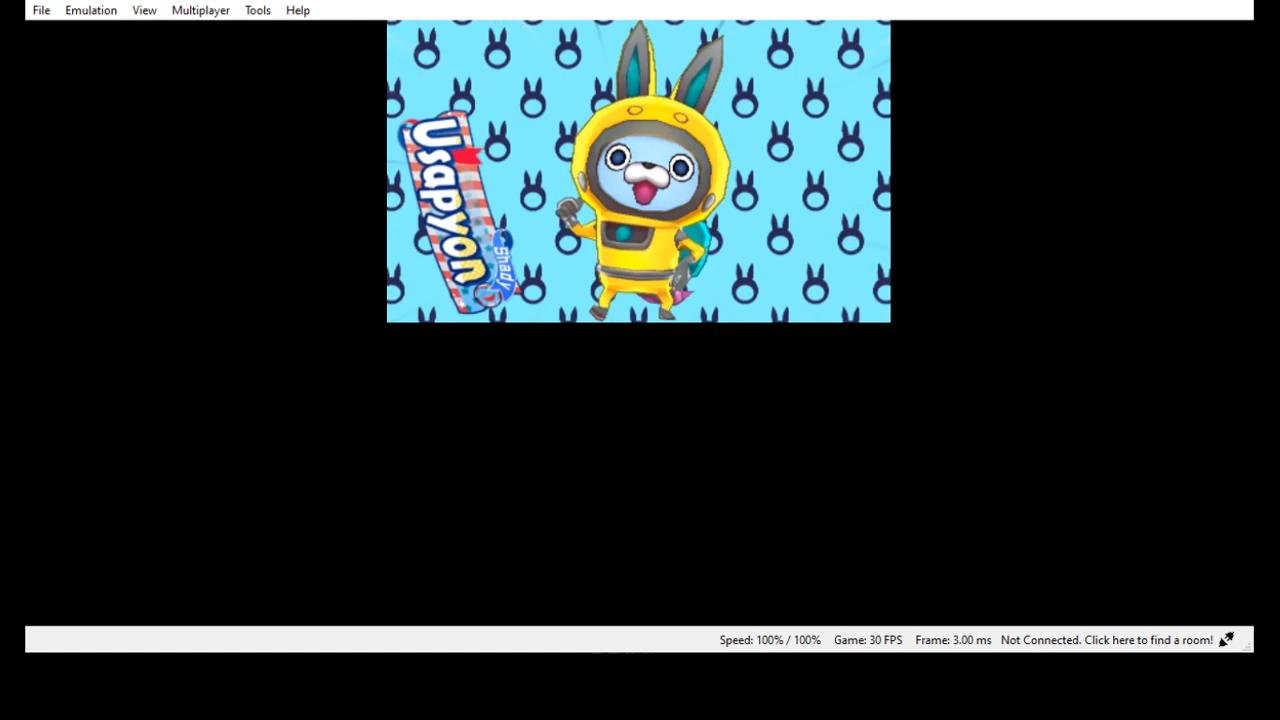 File Emulation View Multiplayer Tools Help
Usapyon
Shady
Speed: 100% / 100% Game: 30 FPS Frame: 3.00 ms Not Connected. Click here to find a room!